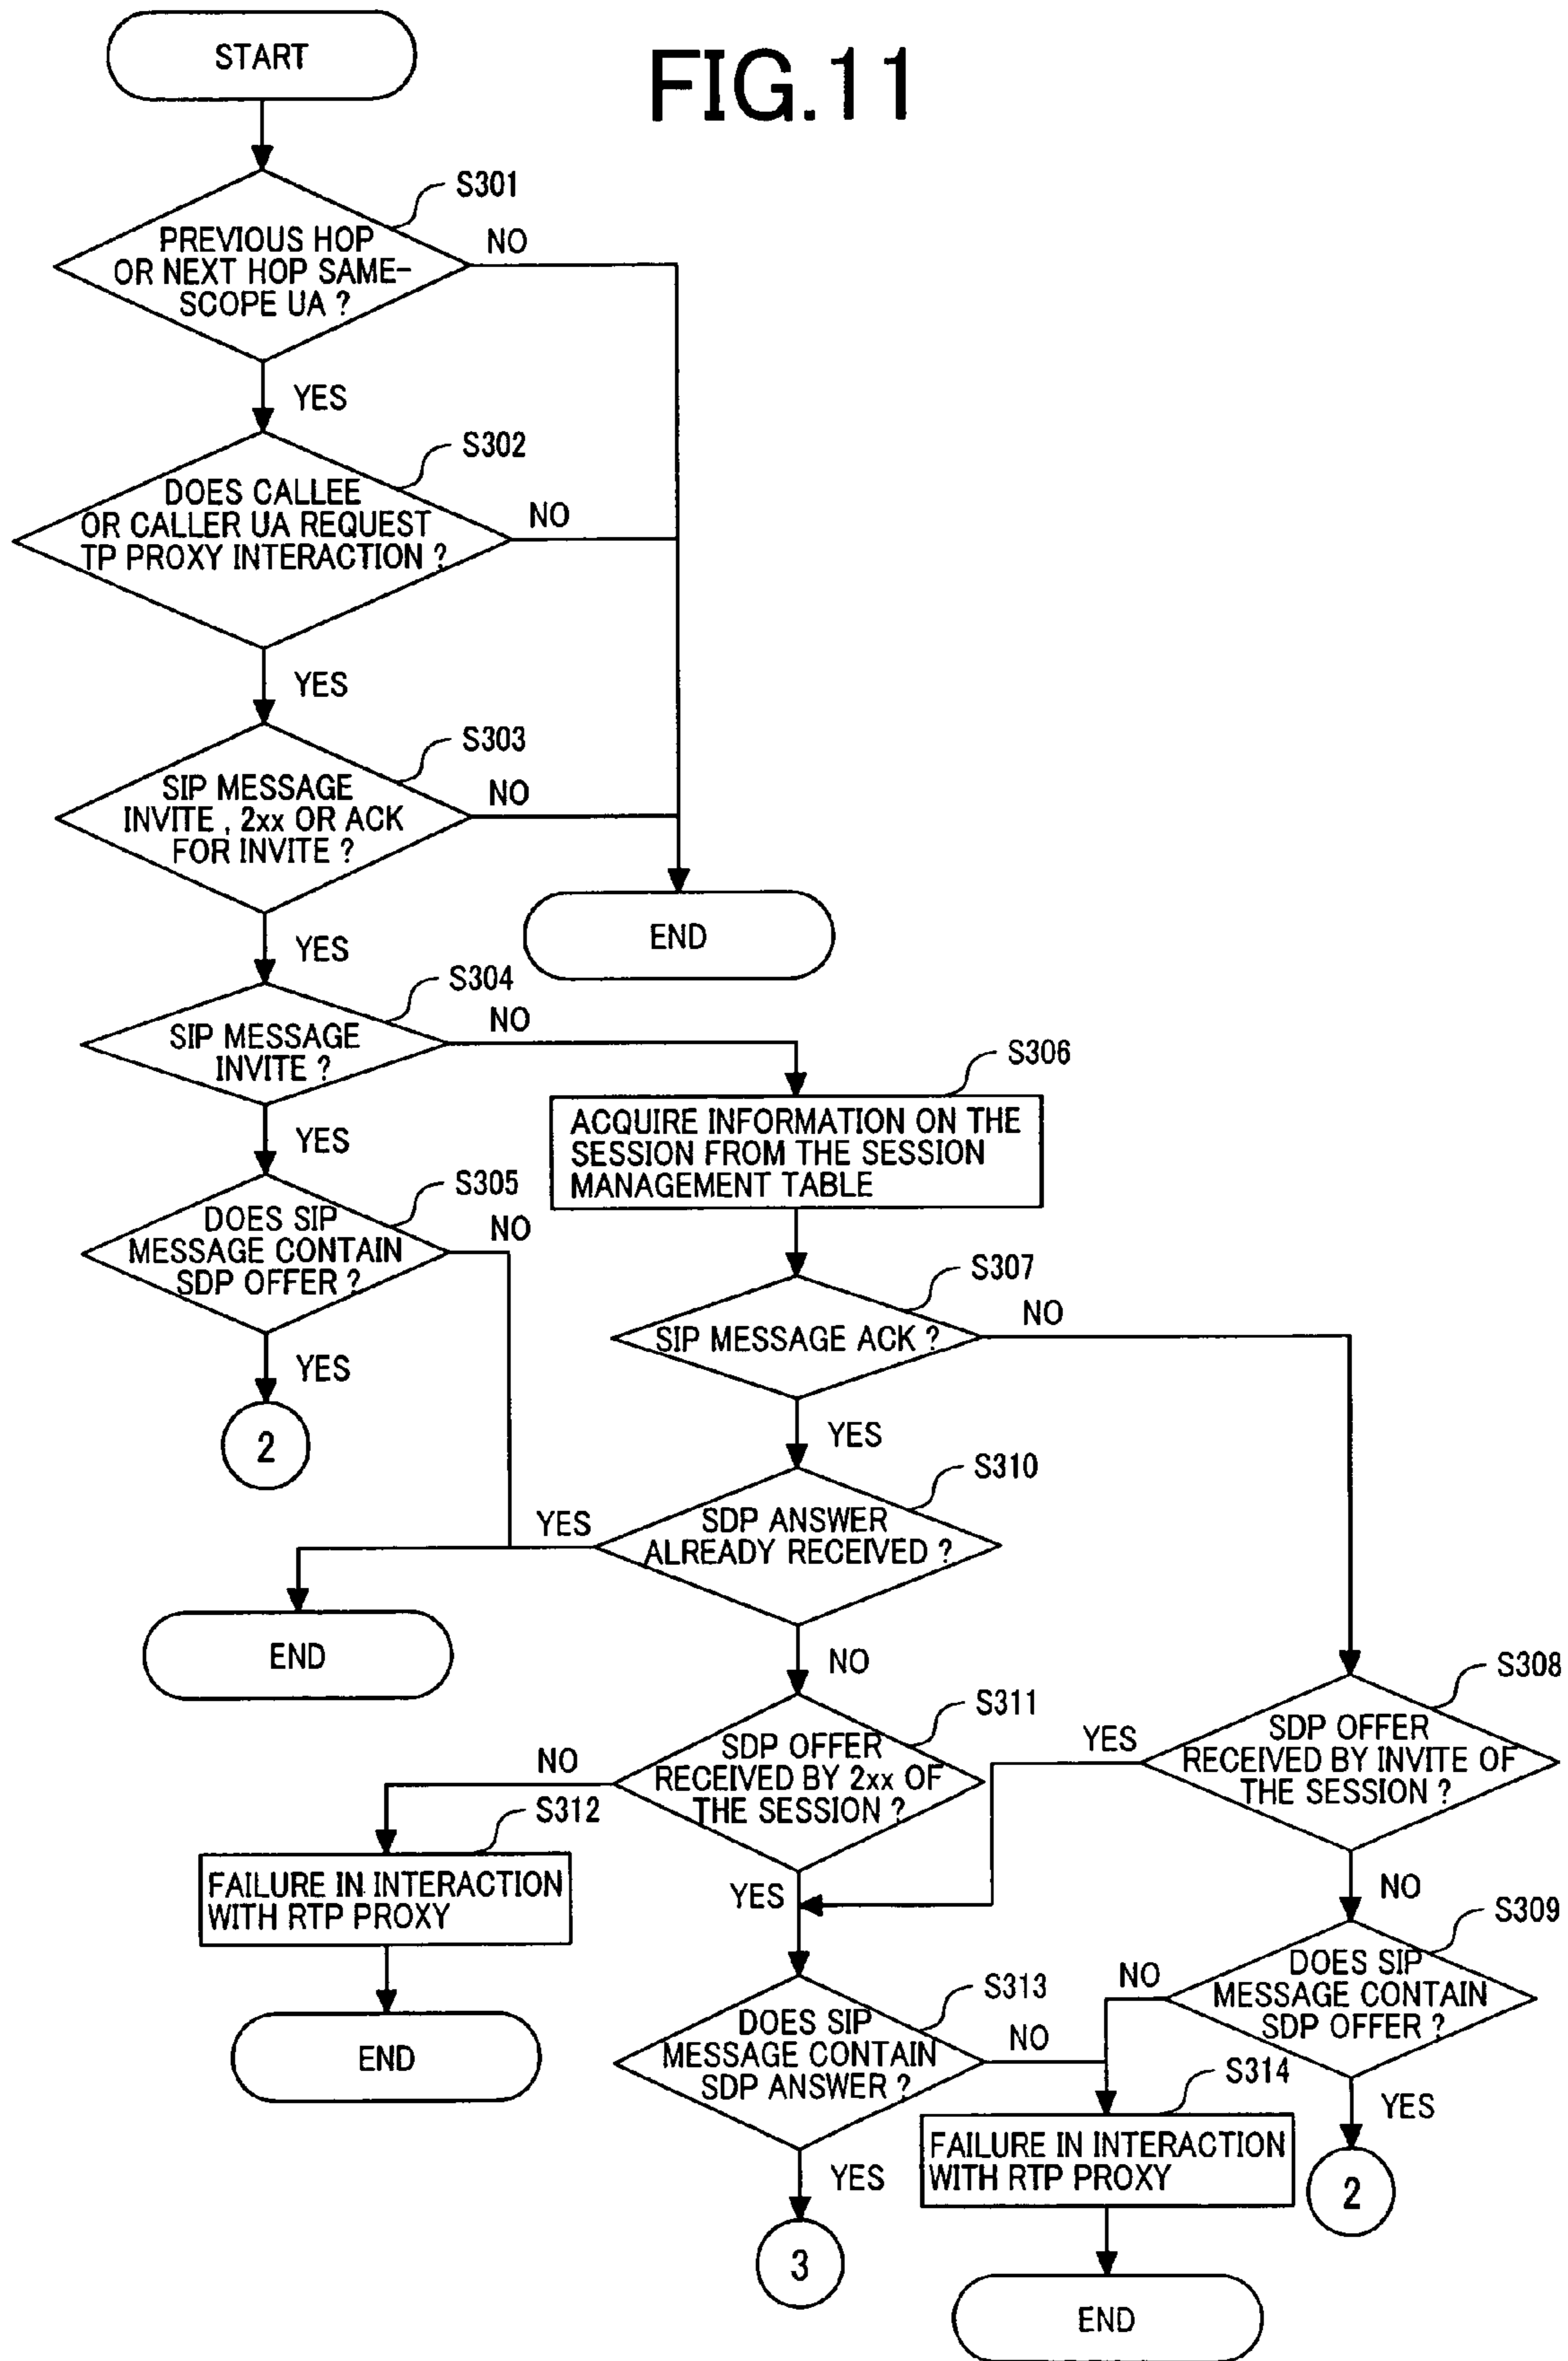 FIG.11
START
S301
PREVIOUS HOP
OR NEXT HOP SAME-
SCOPE UA ?
NO
YES
S302
DOES CALLEE
OR CALLER UA REQUEST
TP PROXY INTERACTION ?
NO
YES
S303
SIP MESSAGE
INVITE , 2xx OR ACK
FOR INVITE ?
NO
END
YES
S304
SIP MESSAGE
INVITE ?
NO
YES
S306
ACQUIRE INFORMATION ON THE
SESSION FROM THE SESSION
MANAGEMENT TABLE
S305
DOES SIP
MESSAGE CONTAIN
SDP OFFER ?
NO
YES
2
S307
SIP MESSAGE ACK ?
NO
YES
S310
SDP ANSWER
ALREADY RECEIVED ?
YES
END
NO
S311
SDP OFFER
RECEIVED BY 2xx OF
THE SESSION ?
NO
YES
S308
SDP OFFER
RECEIVED BY INVITE OF
THE SESSION ?
YES
NO
S312
FAILURE IN INTERACTION
WITH RTP PROXY
END
S309
DOES SIP
MESSAGE CONTAIN
SDP OFFER ?
NO
YES
2
S313
DOES SIP
MESSAGE CONTAIN
SDP ANSWER ?
NO
YES
3
S314
FAILURE IN INTERACTION
WITH RTP PROXY
END